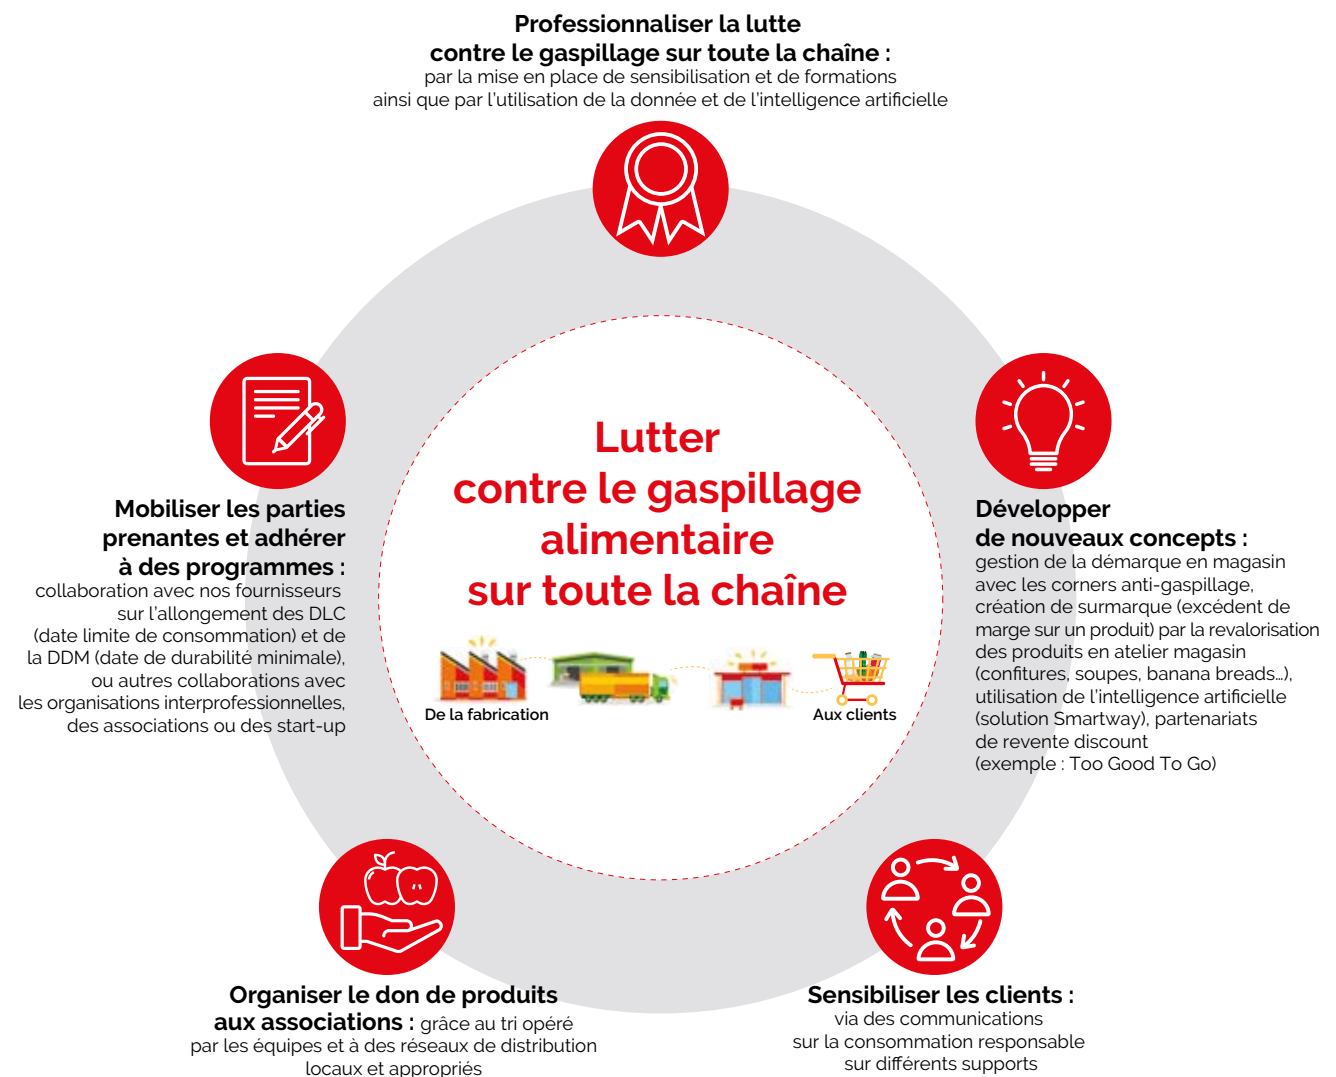 Professionnaliser la lutte
contre le gaspillage sur toute la chaîne :
par la mise en place de sensibilisation et de formations
ainsi que par l'utilisation de la donnée et de l'intelligence artificielle
Lutter
contre le gaspillage
alimentaire
sur toute la chaîne
De la fabrication
Aux clients
Développer
de nouveaux concepts :
gestion de la démarque en magasin
avec les corners anti-gaspillage,
création de surmarque (excédent de
marge sur un produit) par la revalorisation
des produits en atelier magasin
(confitures, soupes, banana breads…),
utilisation de l'intelligence artificielle
(solution Smartway), partenariats
de revente discount
(exemple : Too Good To Go)
Sensibiliser les clients :
via des communications
sur la consommation responsable
sur différents supports
Organiser le don de produits
aux associations : grâce au tri opéré
par les équipes et à des réseaux de distribution
locaux et appropriés
Mobiliser les parties
prenantes et adhérer
à des programmes :
collaboration avec nos fournisseurs
sur l'allongement des DLC
(date limite de consommation) et de
la DDM (date de durabilité minimale),
ou autres collaborations avec
les organisations interprofessionnelles,
des associations ou des start-up